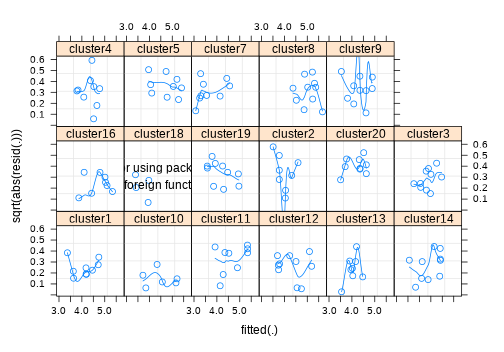 3.0 4.0 5.0 3.0 4.0 5.0
cluster4 cluster5 cluster7 cluster8 cluster9
0.6
0.5
0.4
0.3
0.2
0.1
cluster16 cluster18 cluster19 cluster2 cluster20 cluster3
r using pack
foreign funct
0.6
0.5
0.4
0.3
0.2
0.1
cluster1 cluster10 cluster11 cluster12 cluster13 cluster14
0.6
0.5
0.4
0.3
0.2
0.1
3.0 4.0 5.0 3.0 4.0 5.0 3.0 4.0 5.0
fitted(.)
sqrt(abs(resid(.)))